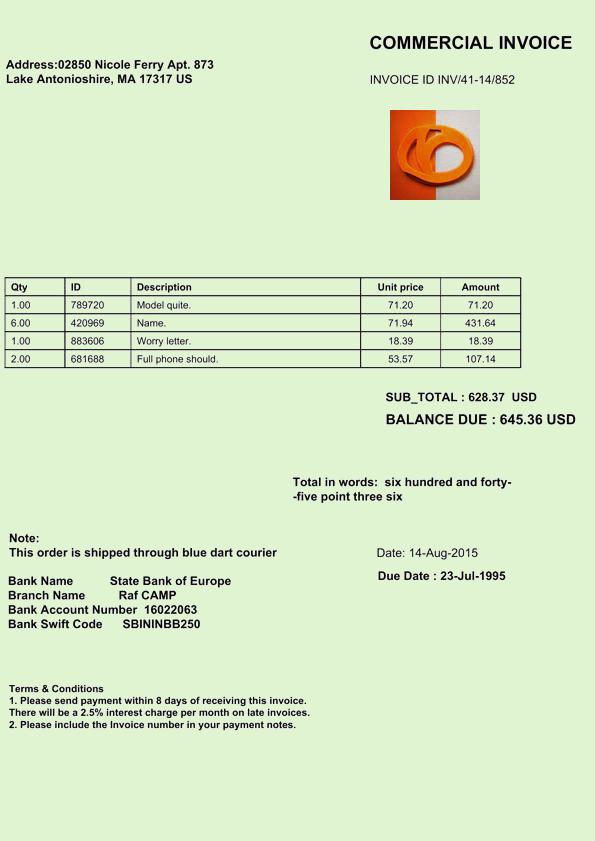 COMMERCIAL INVOICE
Address:02850 Nicole Ferry Apt. 873
Lake Antonioshire, MA 17317 US
INVOICE ID INV/41-14/852
Qty ID Description Unit price Amount
1.00 789720 Model quite. 71.20 71.20
6.00 420969 Name. 71.94 431.64
1.00 883606 Worry letter. 18.39 18.39
2.00 681688 Full phone should. 53.57 107.14
SUB_TOTAL : 628.37 USD
BALANCE DUE : 645.36 USD
Total in words: six hundred and forty-
-five point three six
Note:
This order is shipped through blue dart courier
Date: 14-Aug-2015
Due Date : 23-Jul-1995
Bank Name State Bank of Europe
Branch Name Raf CAMP
Bank Account Number 16022063
Bank Swift Code SBININBB250
Terms & Conditions
1. Please send payment within 8 days of receiving this invoice.
There will be a 2.5% interest charge per month on late invoices.
2. Please include the Invoice number in your payment notes.